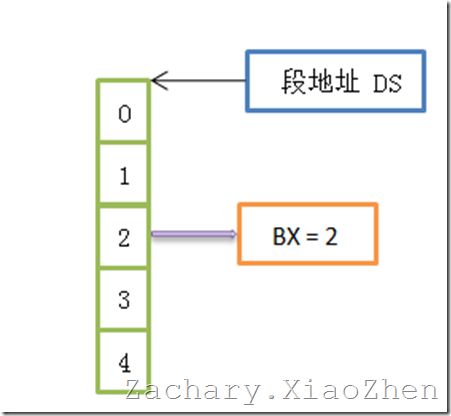 段地址 DS
0
1
2
BX = 2
3
4
Zachary.XiaoZhen